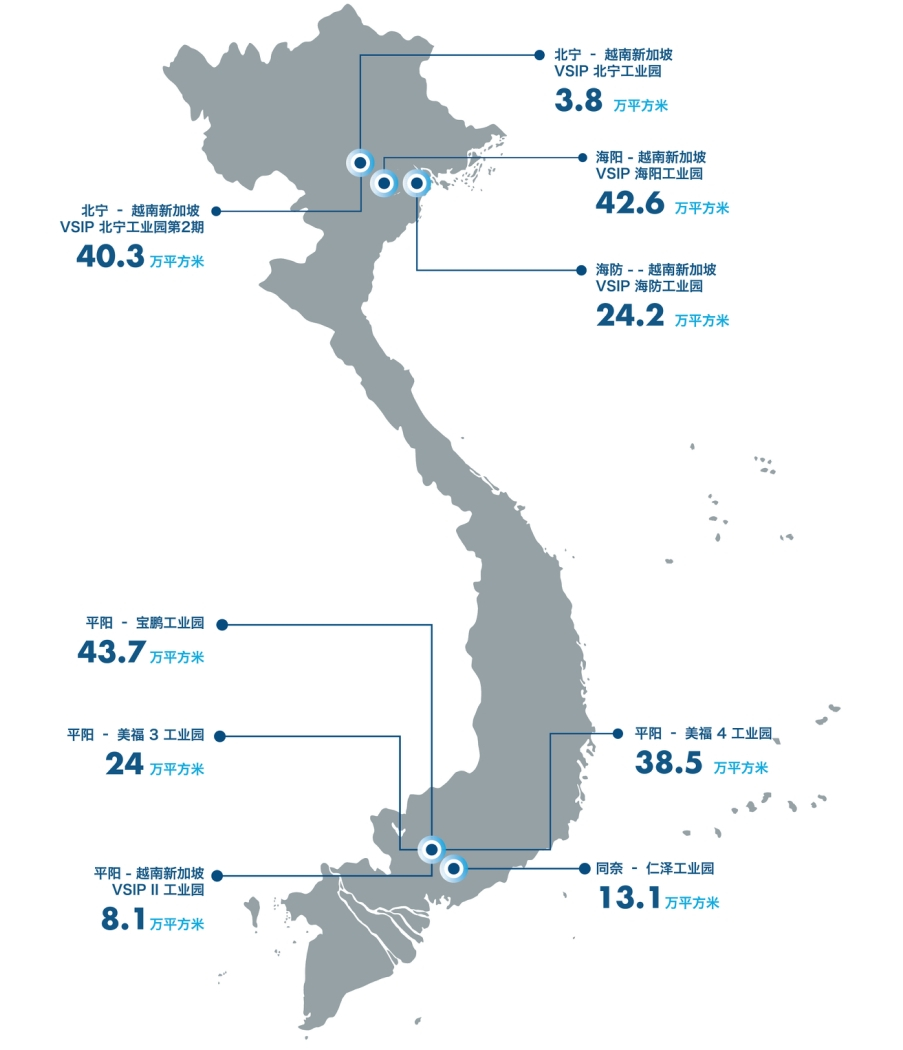 北宁 - 越南新加坡
VSIP 北宁工业园
3.8 万平方米
海阳 - 越南新加坡
VSIP 海阳工业园
42.6 万平方米
北宁 - 越南新加坡
VSIP 北宁工业园第2期
40.3 万平方米
海防 - - 越南新加坡
VSIP 海防工业园
24.2 万平方米
平阳 - 宝鹏工业园
43.7 万平方米
平阳 - 美福 3 工业园
24 万平方米
平阳 - 美福 4 工业园
38.5 万平方米
平阳 - 越南新加坡
VSIP II 工业园
8.1 万平方米
同奈 - 仁泽工业园
13.1 万平方米